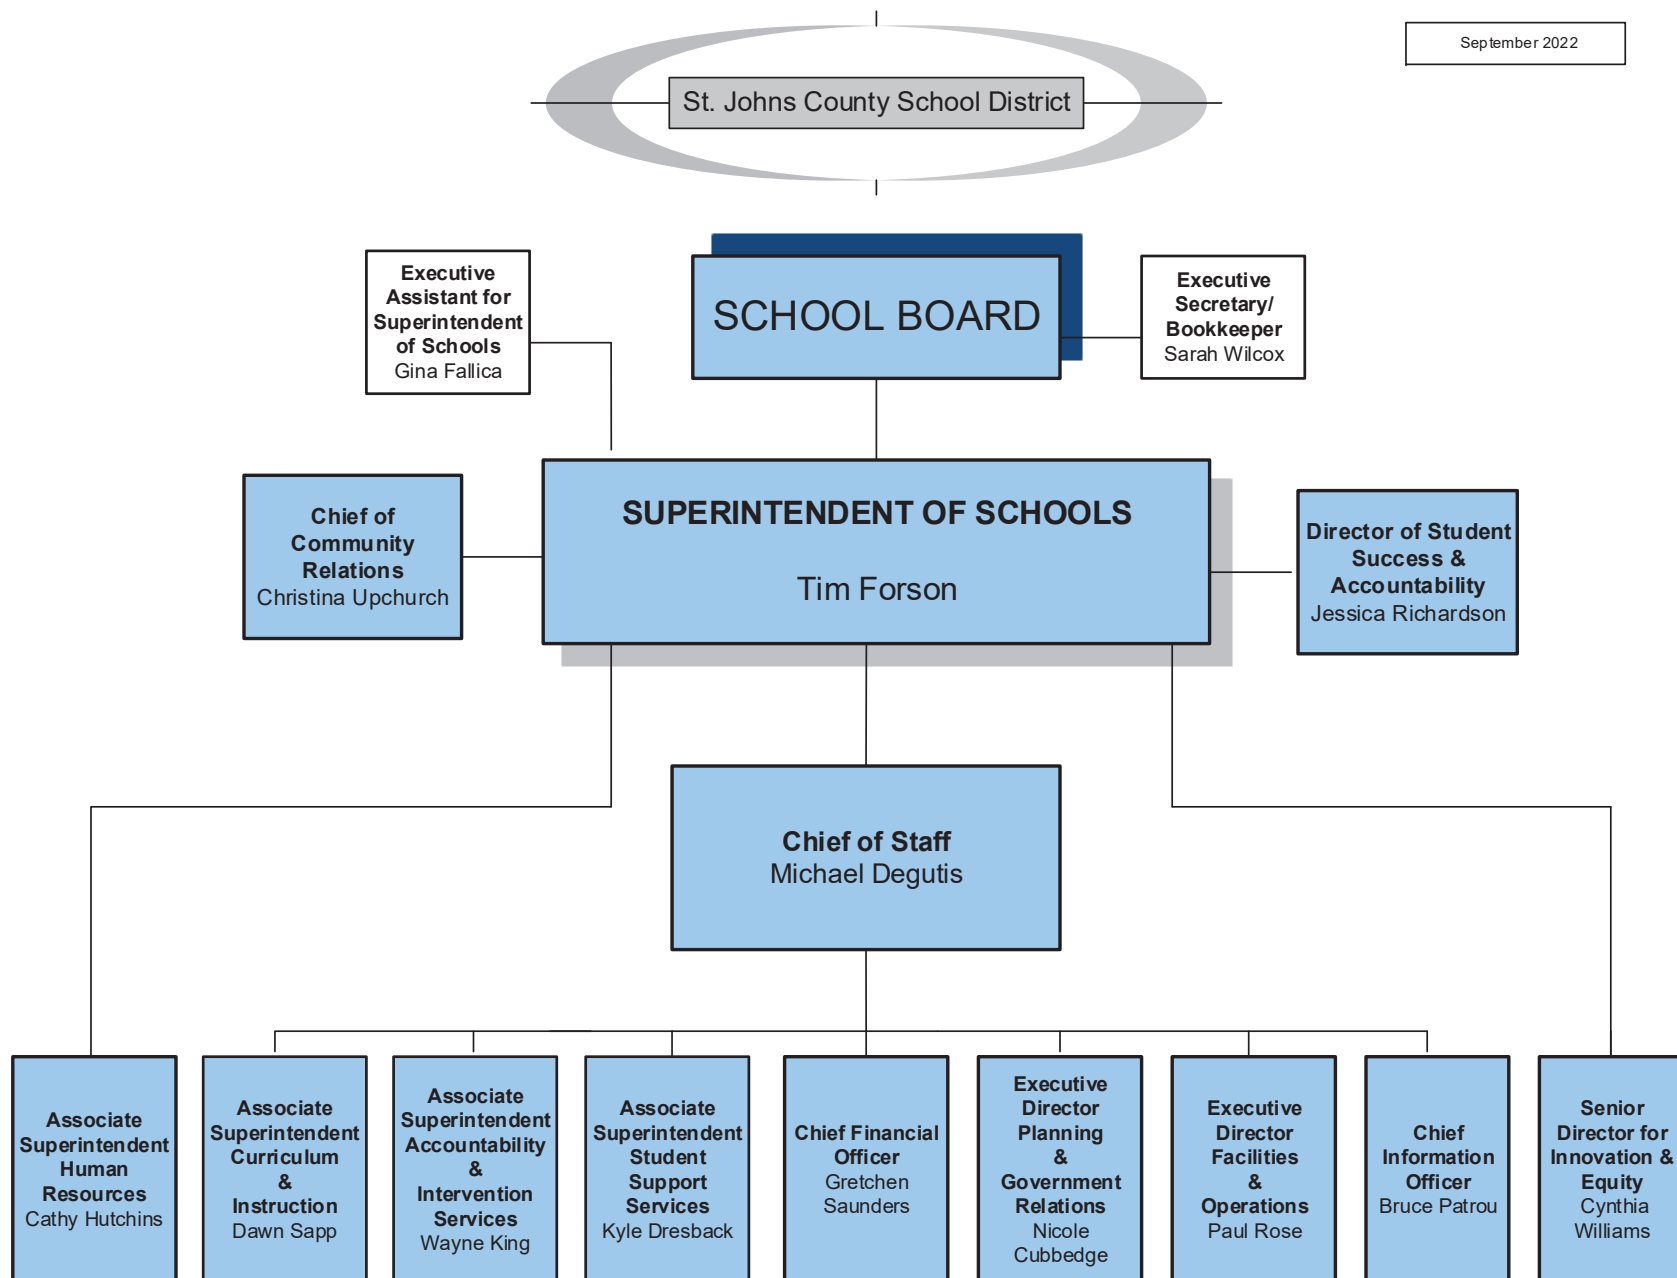 September 2022
St. Johns County School District
Executive
Assistant for
Superintendent
of Schools
Gina Fallica
SCHOOL BOARD
Executive
Secretary/
Bookkeeper
Sarah Wilcox
Chief of
Community
Relations
Christina Upchurch
SUPERINTENDENT OF SCHOOLS
Tim Forson
Director of Student
Success &
Accountability
Jessica Richardson
Chief of Staff
Michael Degutis
Associate
Superintendent
Human
Resources
Cathy Hutchins
Associate
Superintendent
Curriculum
&
Instruction
Dawn Sapp
Associate
Superintendent
Accountability
&
Intervention
Services
Wayne King
Associate
Superintendent
Student
Support
Services
Kyle Dresback
Chief Financial
Officer
Gretchen
Saunders
Executive
Director
Planning
&
Government
Relations
Nicole
Cubbedge
Executive
Director
Facilities
&
Operations
Paul Rose
Chief
Information
Officer
Bruce Patrou
Senior
Director for
Innovation &
Equity
Cynthia
Williams